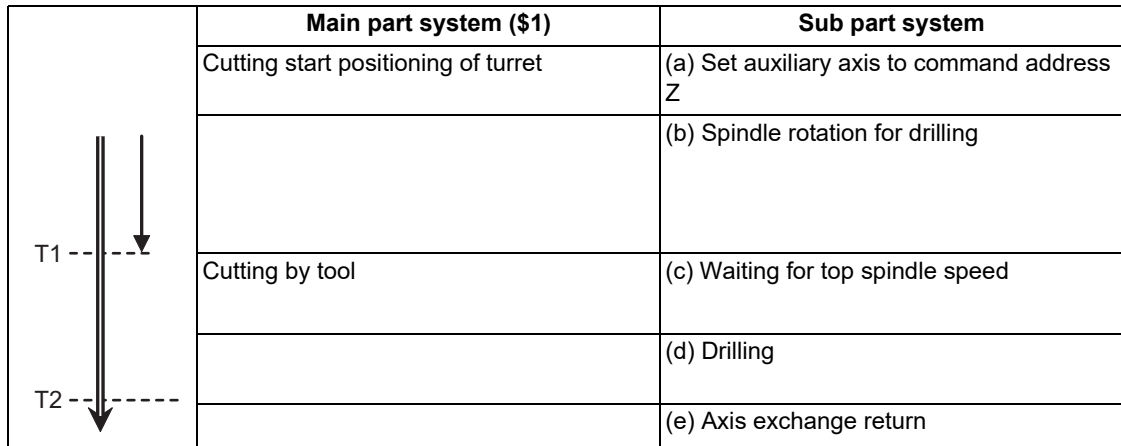 Main part system ($1)
Sub part system
Cutting start positioning of turret
(a) Set auxiliary axis to command address
Z
(b) Spindle rotation for drilling
T1
Cutting by tool
(c) Waiting for top spindle speed
(d) Drilling
T2
(e) Axis exchange return